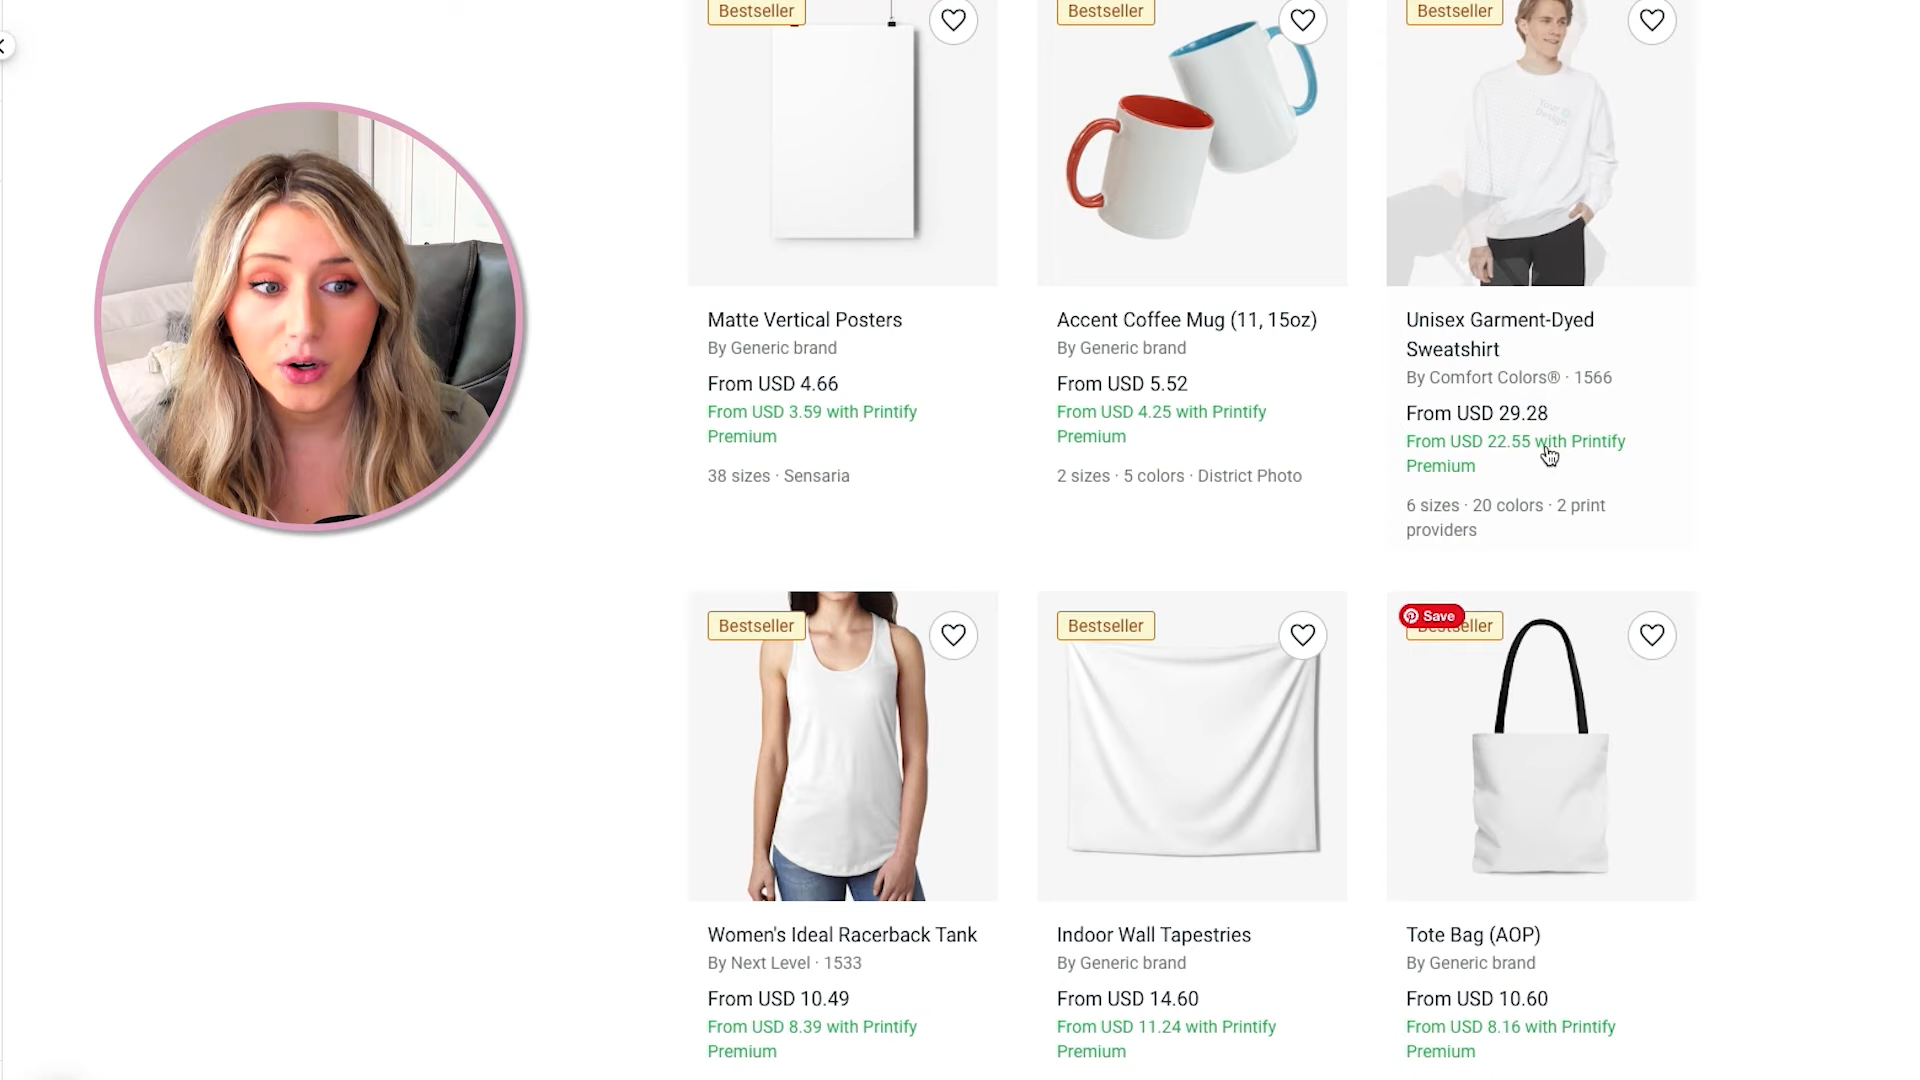 Bestseller
Bestseller
Bestseller
Your
Design
Matte Vertical Posters
By Generic brand
From USD 4.66
From USD 3.59 with Printify
Premium
38 sizes · Sensaria
Accent Coffee Mug (11, 15oz)
By Generic brand
From USD 5.52
From USD 4.25 with Printify
Premium
2 sizes · 5 colors · District Photo
Unisex Garment-Dyed
Sweatshirt
By Comfort Colors® · 1566
From USD 29.28
From USD 22.55 with Printify
Premium
6 sizes · 20 colors · 2 print
providers
Bestseller
Bestseller
Save
Bestseller
Women's Ideal Racerback Tank
By Next Level · 1533
From USD 10.49
From USD 8.39 with Printify
Premium
Indoor Wall Tapestries
By Generic brand
From USD 14.60
From USD 11.24 with Printify
Premium
Tote Bag (AOP)
By Generic brand
From USD 10.60
From USD 8.16 with Printify
Premium